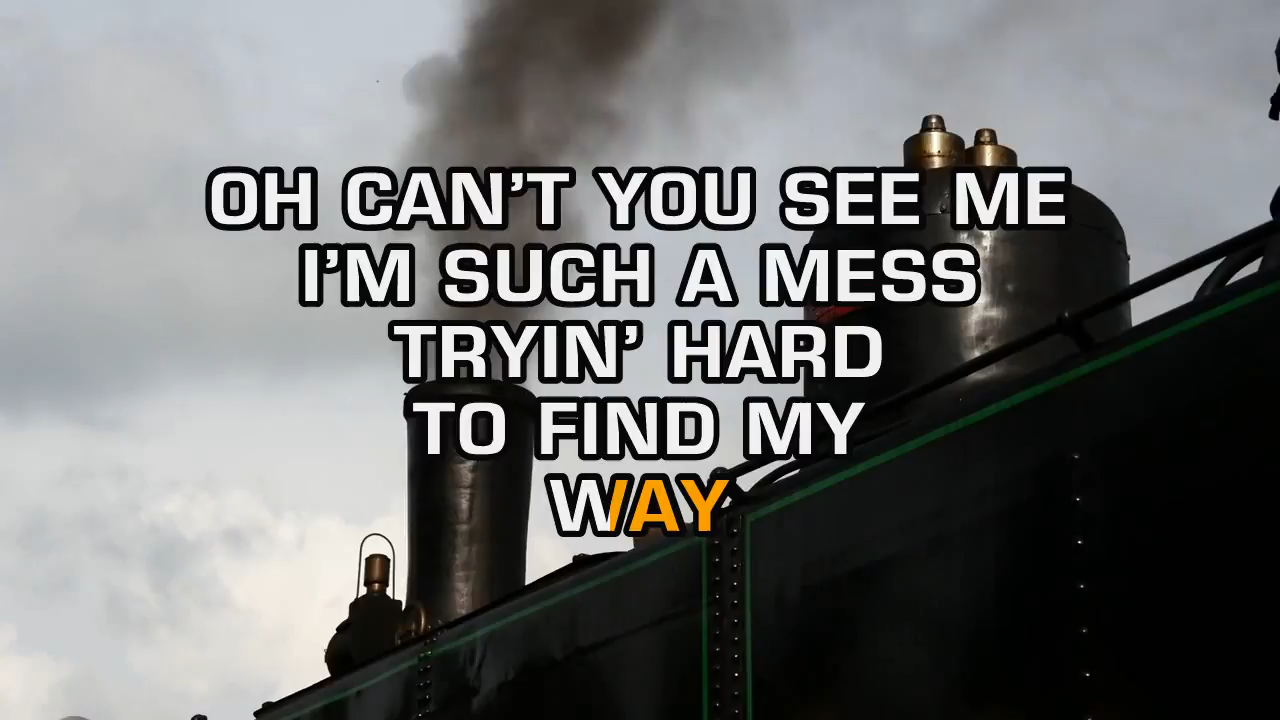 OH CAN'T YOU SEE ME
I'M SUCH A MESS
TRYIN' HARD
TO FIND MY
WAY